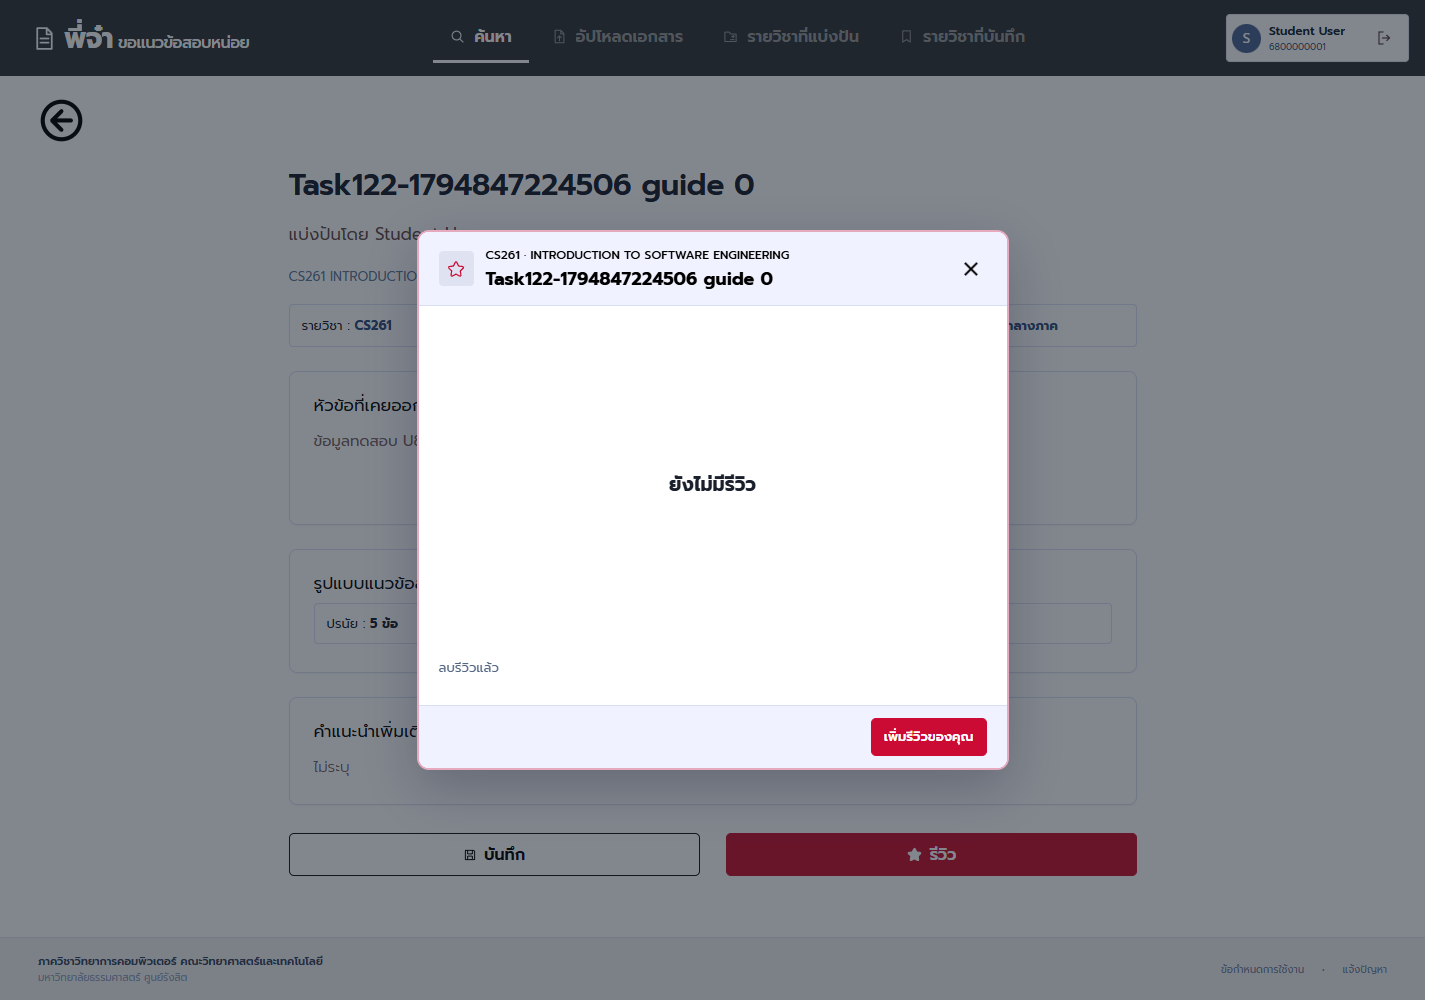 พี่จ๋า ขอแนวข้อสอบหน่อย
ค้นหา
อัปโหลดเอกสาร
รายวิชาที่แบ่งปัน
รายวิชาที่บันทึก
S
Student User
6800000001
Task122-1794847224506 guide 0
แบ่งปันโดย
CS261 INTRODUCTIO
รายวิชา : CS261
กลางภาค
หัวข้อที่เคยออก
ข้อมูลทดสอบ
รูปแบบแนวข้อ
ปรนัย : 5 ข้อ
คำแนะนำเพิ่มเติ
ไม่ระบุ
CS261 · INTRODUCTION TO SOFTWARE ENGINEERING
Task122-1794847224506 guide 0
ยังไม่มีรีวิว
ลบรีวิวแล้ว
เพิ่มรีวิวของคุณ
บันทึก
รีวิว
ภาควิชาวิทยาการคอมพิวเตอร์ คณะวิทยาศาสตร์และเทคโนโลยี
มหาวิทยาลัยธรรมศาสตร์ ศูนย์รังสิต
ข้อกำหนดการใช้งาน
•
แจ้งปัญหา